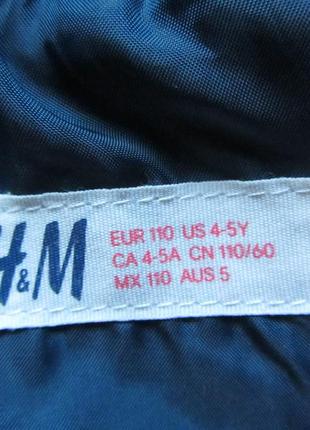 H&M
EUR 110 US 4-5Y
CA 4-5A CN 110/60
MX 110 AUS 5